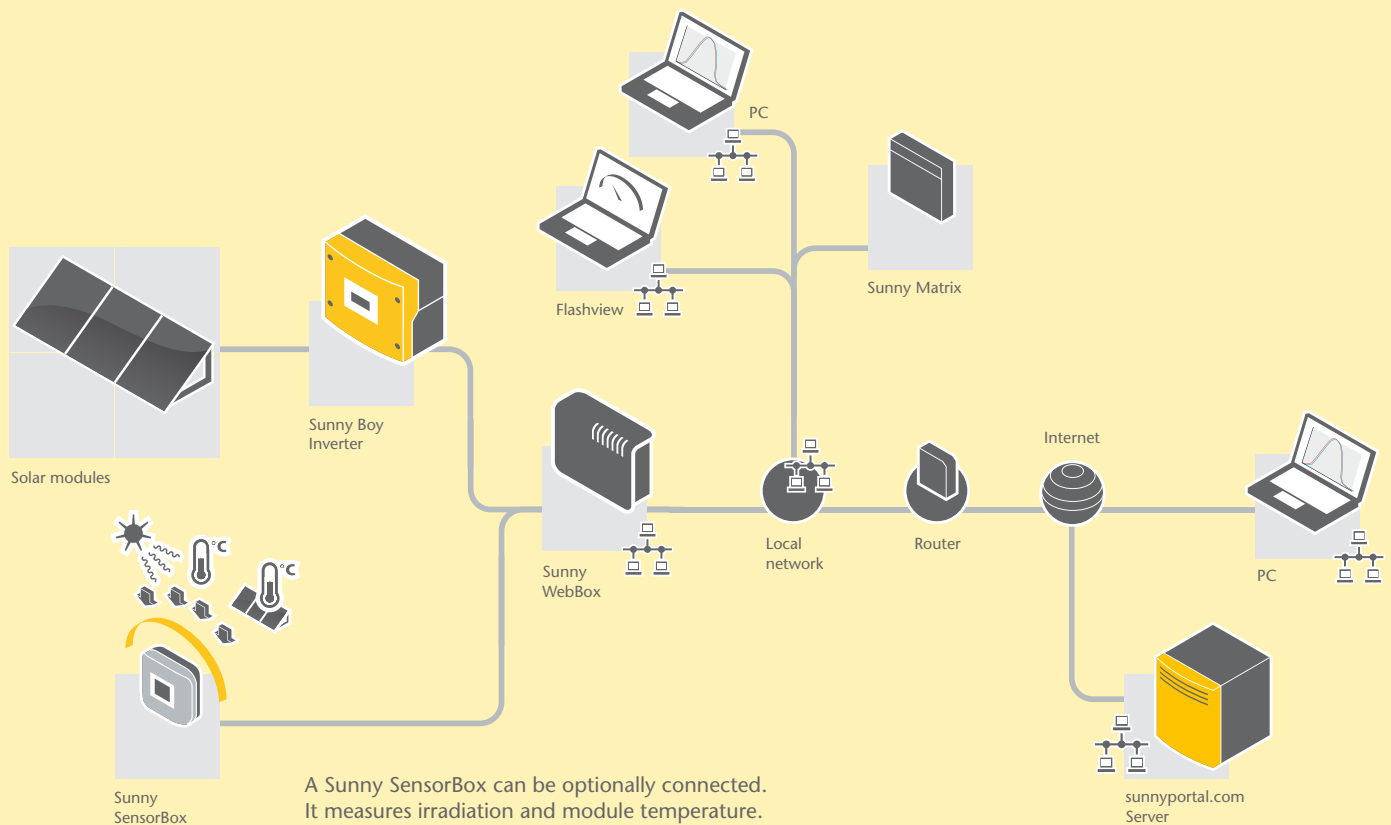 PC
Flashview
Sunny Matrix
Solar modules
Sunny Boy
Inverter
°C
°C
Sunny
WebBox
Local
network
Router
Internet
PC
Sunny
SensorBox
A Sunny SensorBox can be optionally connected.
It measures irradiation and module temperature.
sunnyportal.com
Server